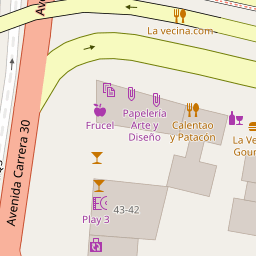 Av
La vecina.com
Papelería
Arte y
Diseño
Frucel
Calentao
y Patacón
La Ve
Gour
Avenida Carrera 30
Play 3
43-42